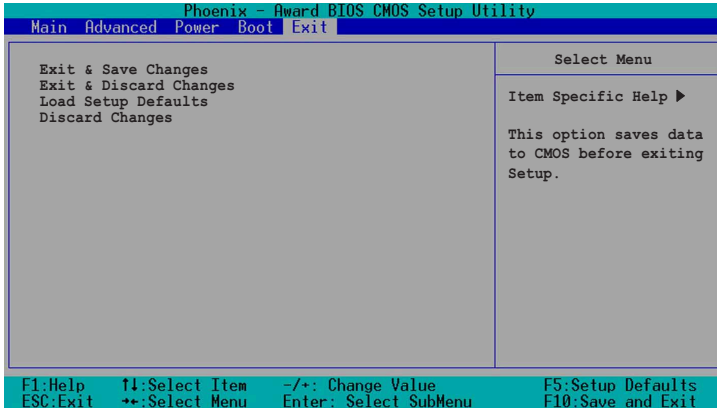 Phoenix - Award BIOS CMOS Setup Utility
Main Advanced Power Boot Exit
Exit & Save Changes
Exit & Discard Changes
Load Setup Defaults
Discard Changes
Select Menu
Item Specific Help ▶
This option saves data
to CMOS before exiting
Setup.
F1:Help ↑↓:Select Item -/+: Change Value F5:Setup Defaults
ESC:Exit →←:Select Menu Enter: Select SubMenu F10:Save and Exit